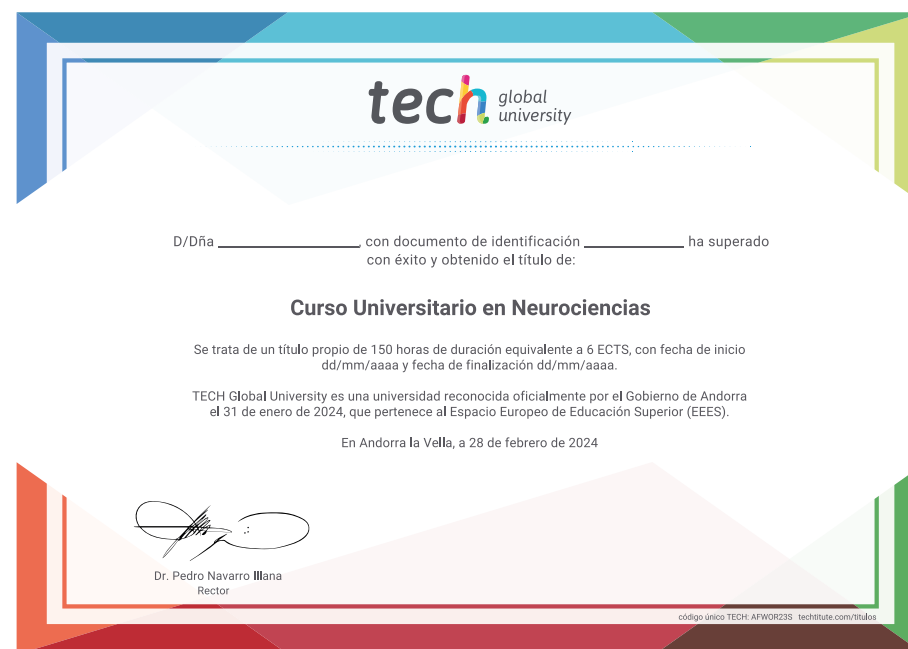 tech global university
D/Dña ____________, con documento de identificación ____________ ha superado
con éxito y obtenido el título de:
Curso Universitario en Neurociencias
Se trata de un título propio de 150 horas de duración equivalente a 6 ECTS, con fecha de inicio
dd/mm/aaaa y fecha de finalización dd/mm/aaaa.
TECH Global University es una universidad reconocida oficialmente por el Gobierno de Andorra
el 31 de enero de 2024, que pertenece al Espacio Europeo de Educación Superior (EEES).
En Andorra la Vella, a 28 de febrero de 2024
Dr. Pedro Navarro Illana
Rector
código único TECH: AFWOR23S techtitute.com/titulos